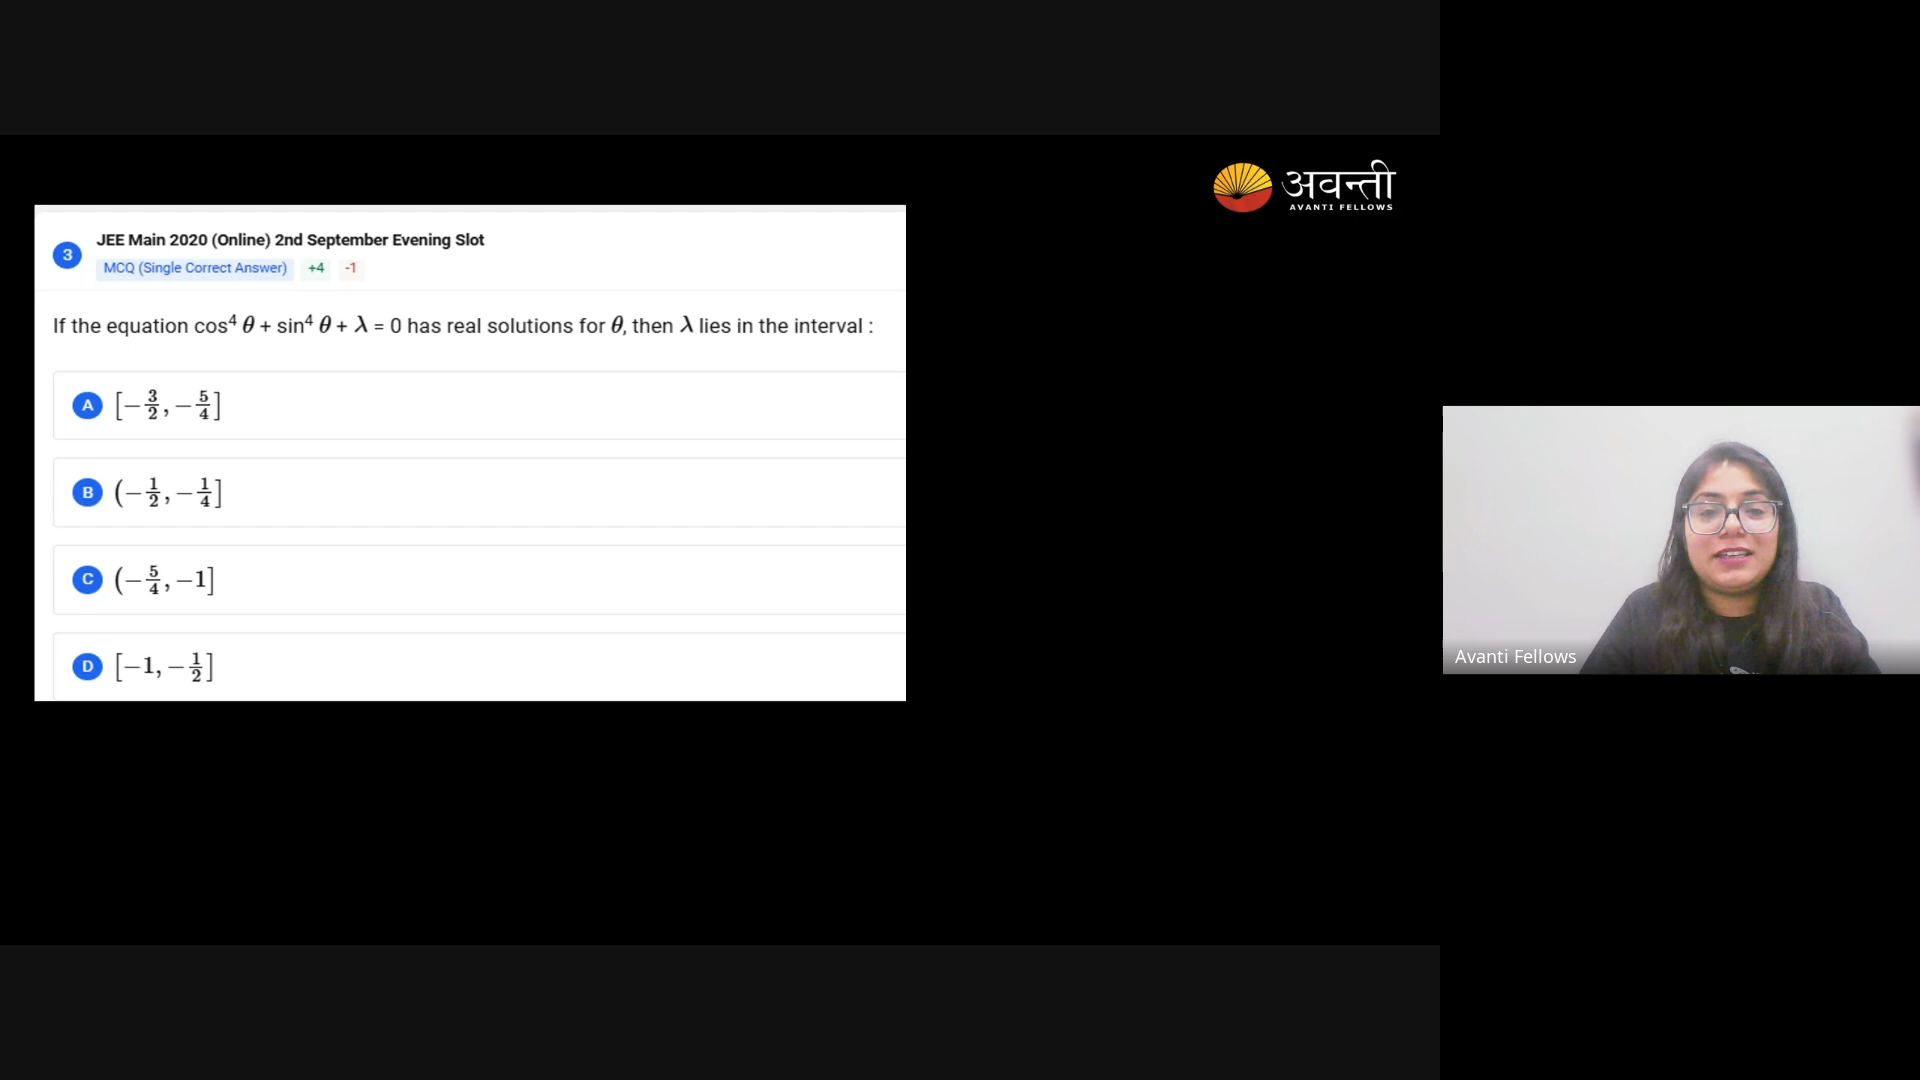 अवन्ती
AVANTI FELLOWS
3
JEE Main 2020 (Online) 2nd September Evening Slot
MCQ (Single Correct Answer) +4 -1
If the equation cos⁴ θ + sin⁴ θ + λ = 0 has real solutions for θ, then λ lies in the interval :
A [−3/2, −5/4]
B (−1/2, −1/4]
C (−5/4, −1]
D [−1, −1/2]
Avanti Fellows